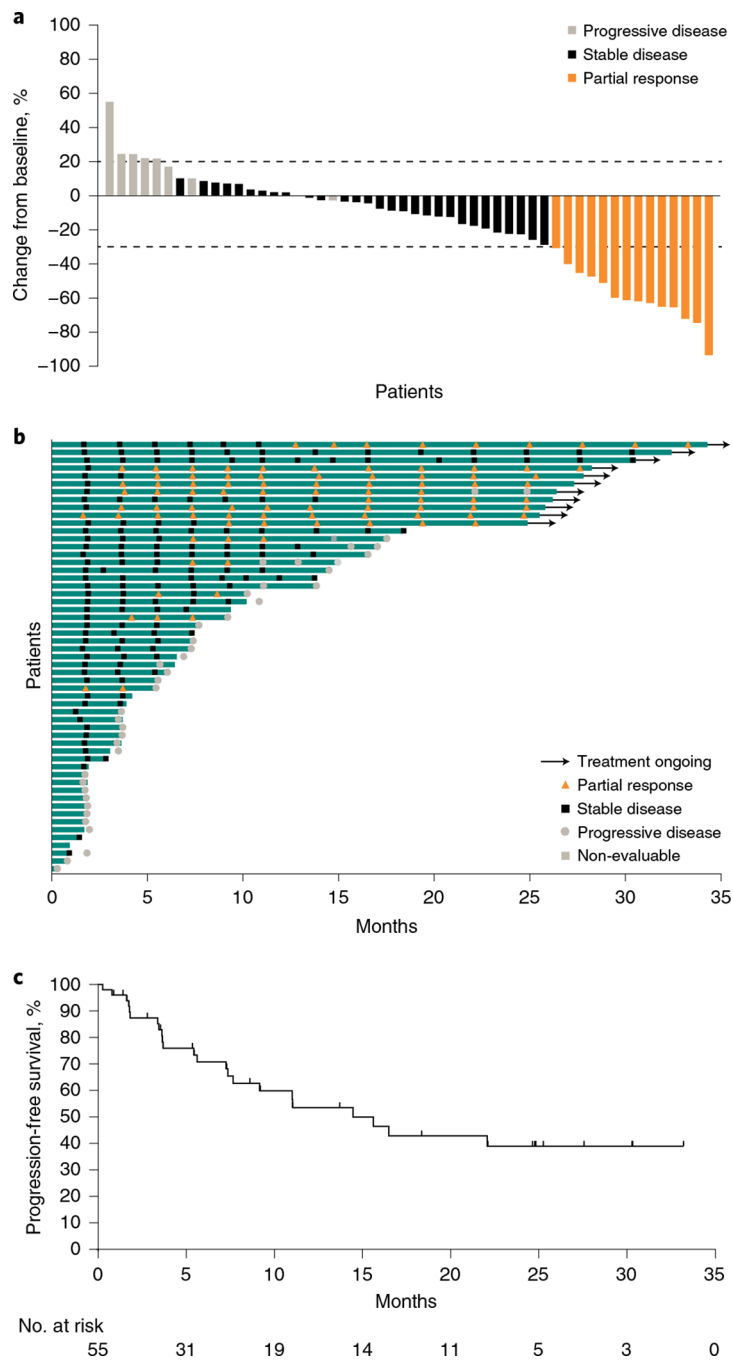 a
100
80
60
40
20
0
−20
−40
−60
−80
−100
Change from baseline, %
Progressive disease
Stable disease
Partial response
Patients
b
Patients
Treatment ongoing
Partial response
Stable disease
Progressive disease
Non-evaluable
0 5 10 15 20 25 30 35
Months
c
100
90
80
70
60
50
40
30
20
10
0
Progression-free survival, %
0 5 10 15 20 25 30 35
Months
No. at risk
55 31 19 14 11 5 3 0